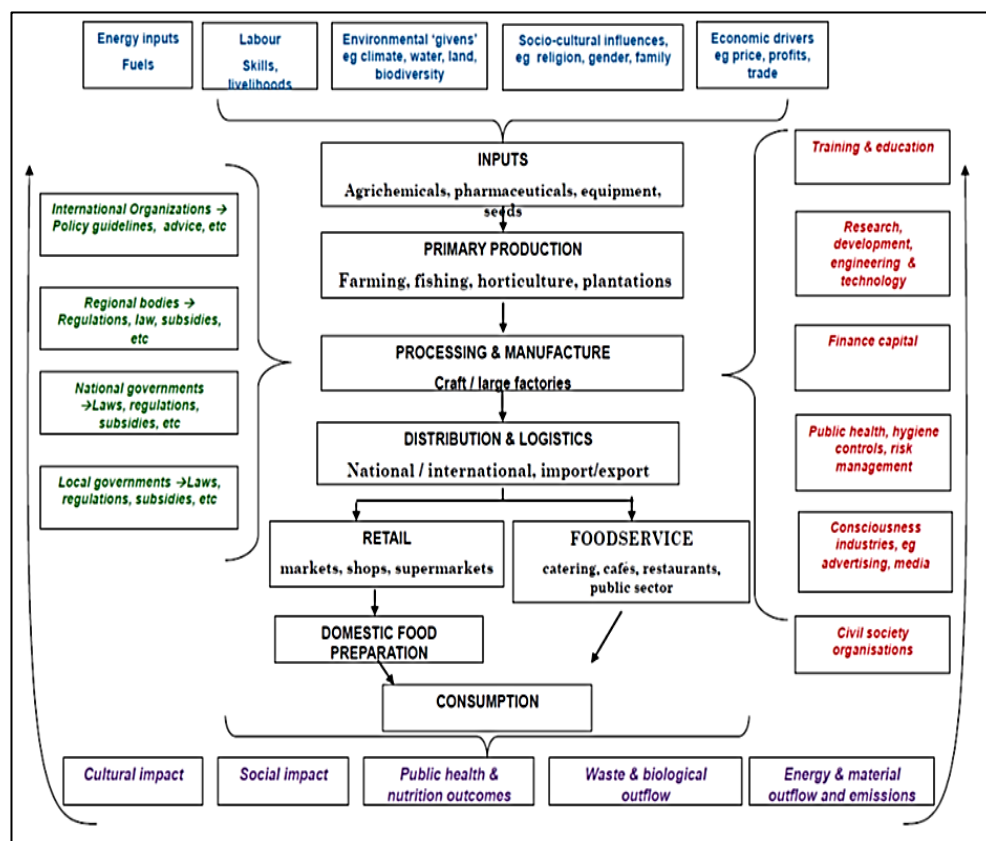 Energy inputs
Fuels
Labour
Skills,
livelihoods
Environmental ‘givens’
eg climate, water, land,
biodiversity
Socio-cultural influences,
eg religion, gender, family
Economic drivers
eg price, profits,
trade
INPUTS
Agrichemicals, pharmaceuticals, equipment,
seeds
PRIMARY PRODUCTION
Farming, fishing, horticulture, plantations
PROCESSING & MANUFACTURE
Craft / large factories
DISTRIBUTION & LOGISTICS
National / international, import/export
RETAIL
markets, shops, supermarkets
FOODSERVICE
catering, cafés, restaurants,
public sector
DOMESTIC FOOD
PREPARATION
CONSUMPTION
International Organizations →
Policy guidelines, advice, etc
Regional bodies →
Regulations, law, subsidies,
etc
National governments
→Laws, regulations,
subsidies, etc
Local governments →Laws,
regulations, subsidies, etc
Training & education
Research,
development,
engineering &
technology
Finance capital
Public health, hygiene
controls, risk
management
Consciousness
industries, eg
advertising, media
Civil society
organisations
Cultural impact
Social impact
Public health &
nutrition outcomes
Waste & biological
outflow
Energy & material
outflow and emissions